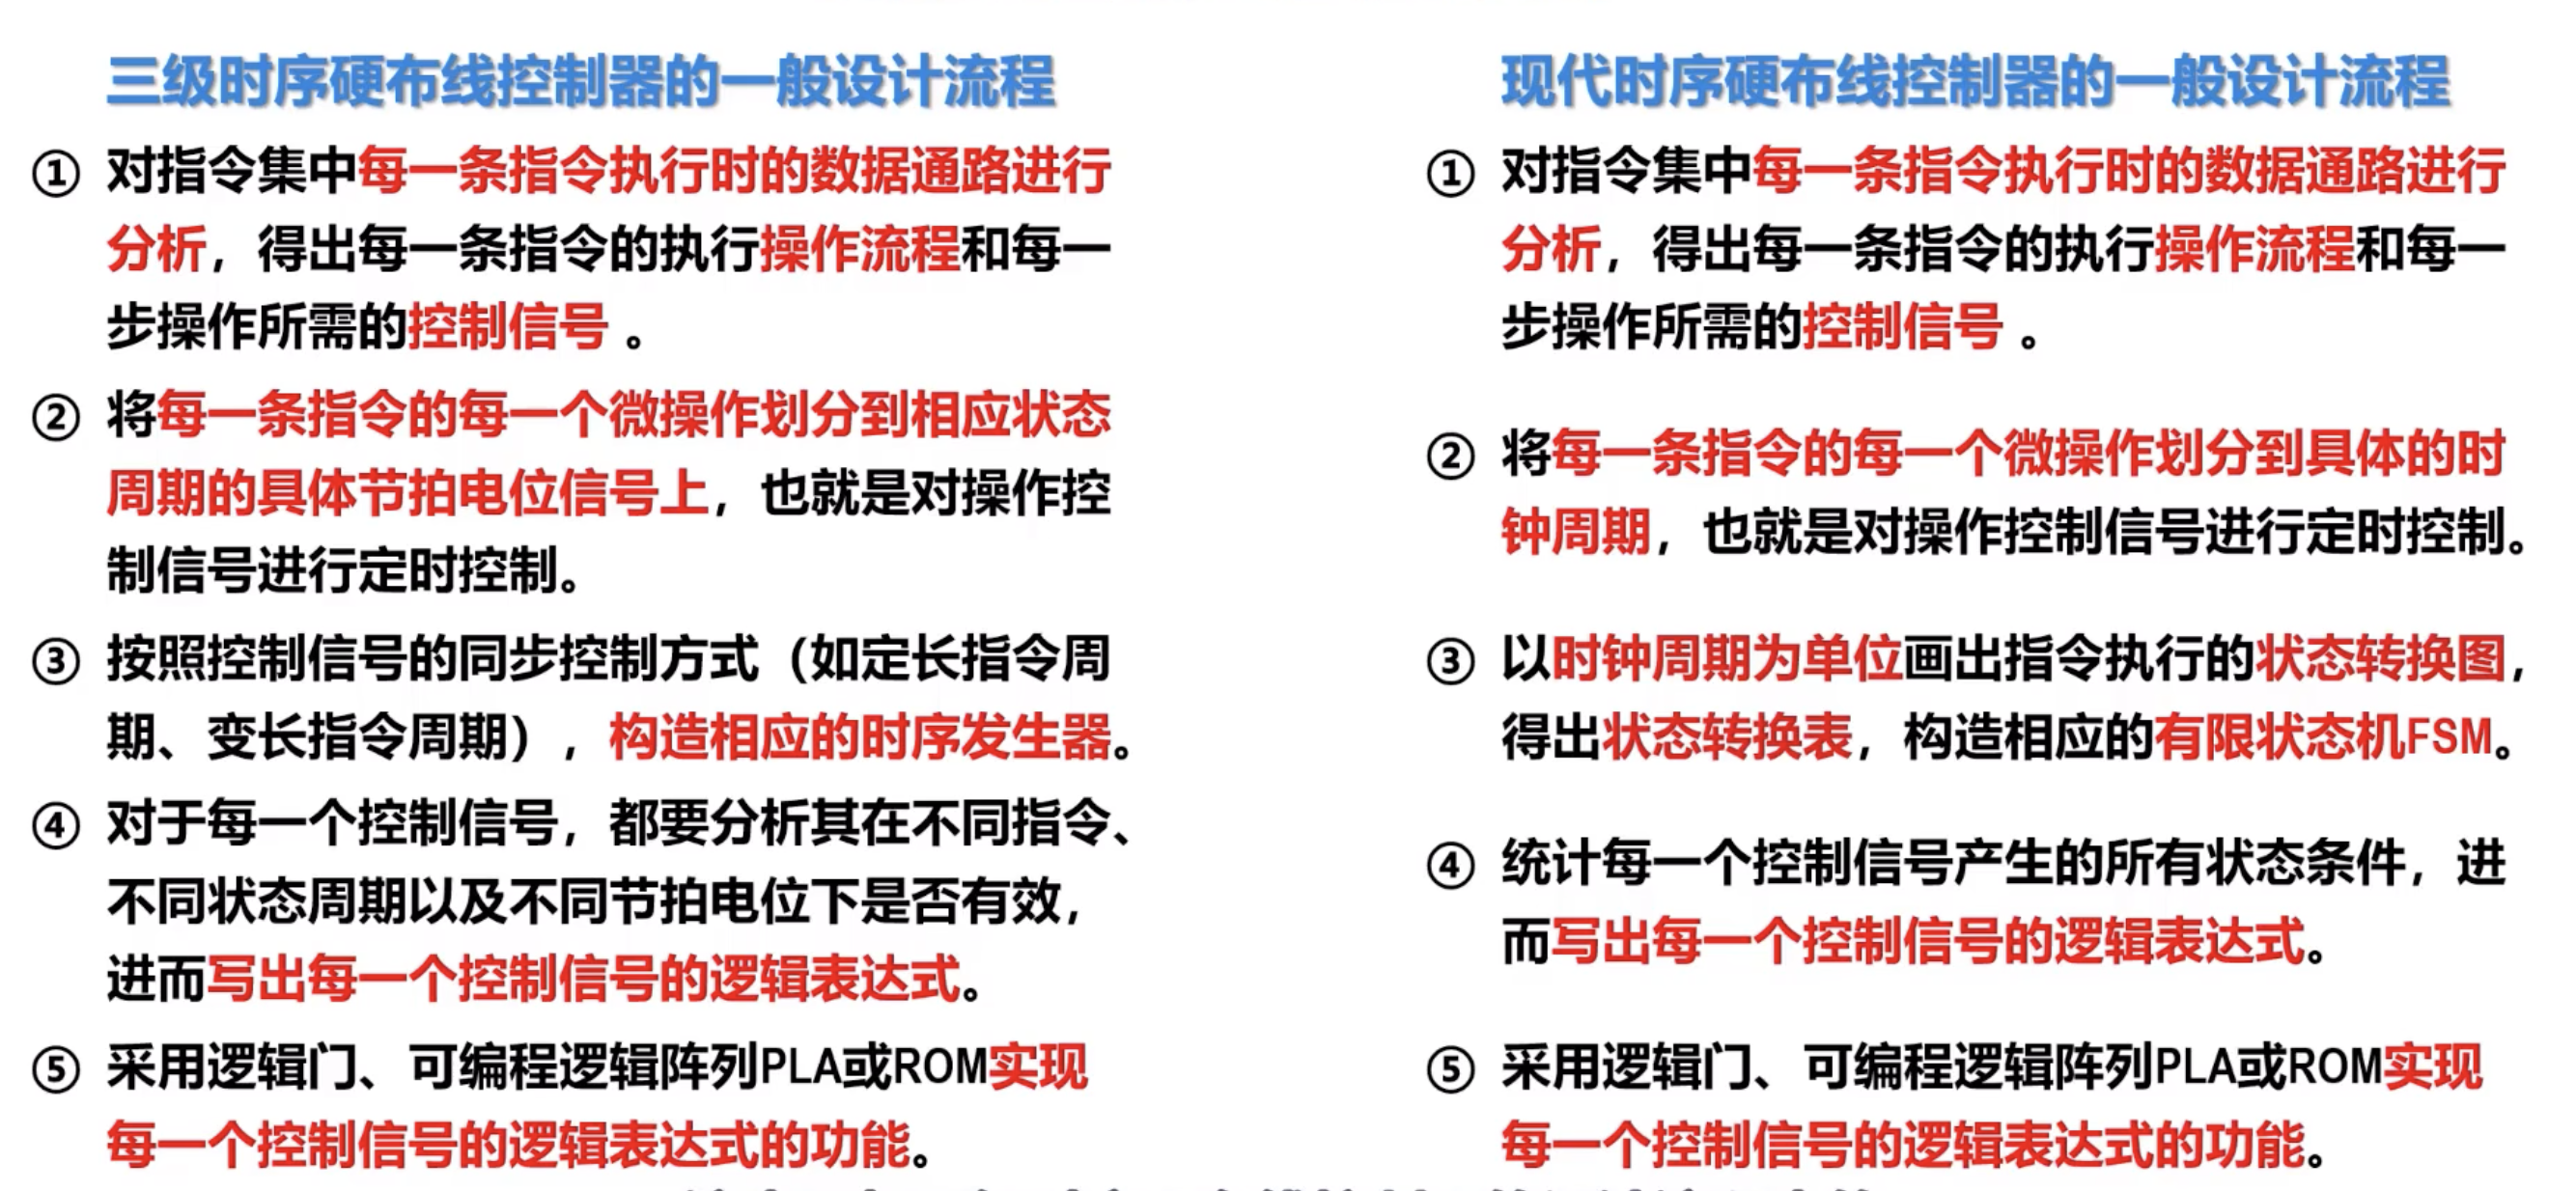 三级时序硬布线控制器的一般设计流程
① 对指令集中每一条指令执行时的数据通路进行
分析，得出每一条指令的执行操作流程和每一
步操作所需的控制信号 。
② 将每一条指令的每一个微操作划分到相应状态
周期的具体节拍电位信号上，也就是对操作控
制信号进行定时控制。
③ 按照控制信号的同步控制方式（如定长指令周
期、变长指令周期），构造相应的时序发生器。
④ 对于每一个控制信号，都要分析其在不同指令、
不同状态周期以及不同节拍电位下是否有效，
进而写出每一个控制信号的逻辑表达式。
⑤ 采用逻辑门、可编程逻辑阵列PLA或ROM实现
每一个控制信号的逻辑表达式的功能。
现代时序硬布线控制器的一般设计流程
① 对指令集中每一条指令执行时的数据通路进行
分析，得出每一条指令的执行操作流程和每一
步操作所需的控制信号 。
② 将每一条指令的每一个微操作划分到具体的时
钟周期，也就是对操作控制信号进行定时控制。
③ 以时钟周期为单位画出指令执行的状态转换图，
得出状态转换表，构造相应的有限状态机FSM。
④ 统计每一个控制信号产生的所有状态条件，进
而写出每一个控制信号的逻辑表达式。
⑤ 采用逻辑门、可编程逻辑阵列PLA或ROM实现
每一个控制信号的逻辑表达式的功能。